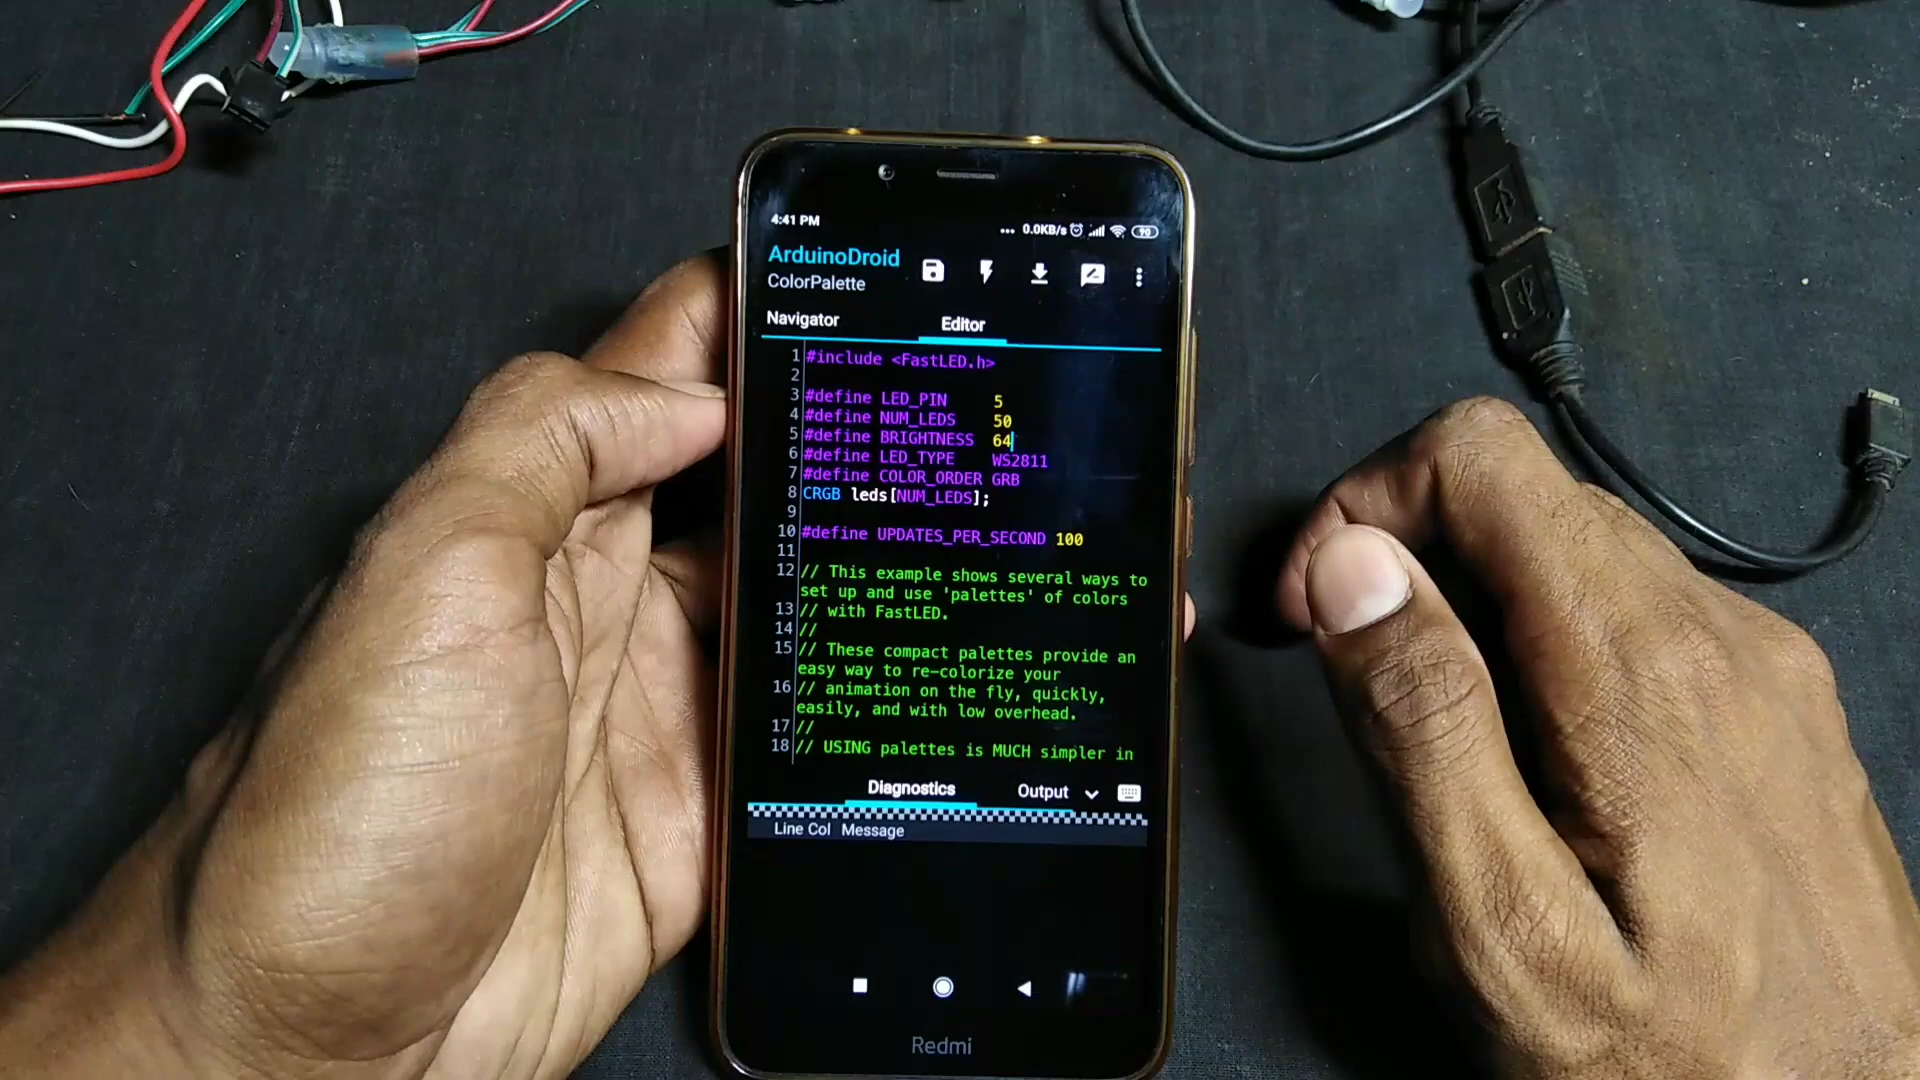 4:41 PM
... 0.0KB/s 90
ArduinoDroid
ColorPalette
Navigator Editor
1 #include <FastLED.h>
2
3 #define LED_PIN 5
4 #define NUM_LEDS 50
5 #define BRIGHTNESS 64
6 #define LED_TYPE WS2811
7 #define COLOR_ORDER GRB
8 CRGB leds[NUM_LEDS];
9
10 #define UPDATES_PER_SECOND 100
11
12 // This example shows several ways to
set up and use 'palettes' of colors
13 // with FastLED.
14 //
15 // These compact palettes provide an
easy way to re-colorize your
16 // animation on the fly, quickly,
easily, and with low overhead.
17 //
18 // USING palettes is MUCH simpler in
Diagnostics Output
Line Col Message
Redmi